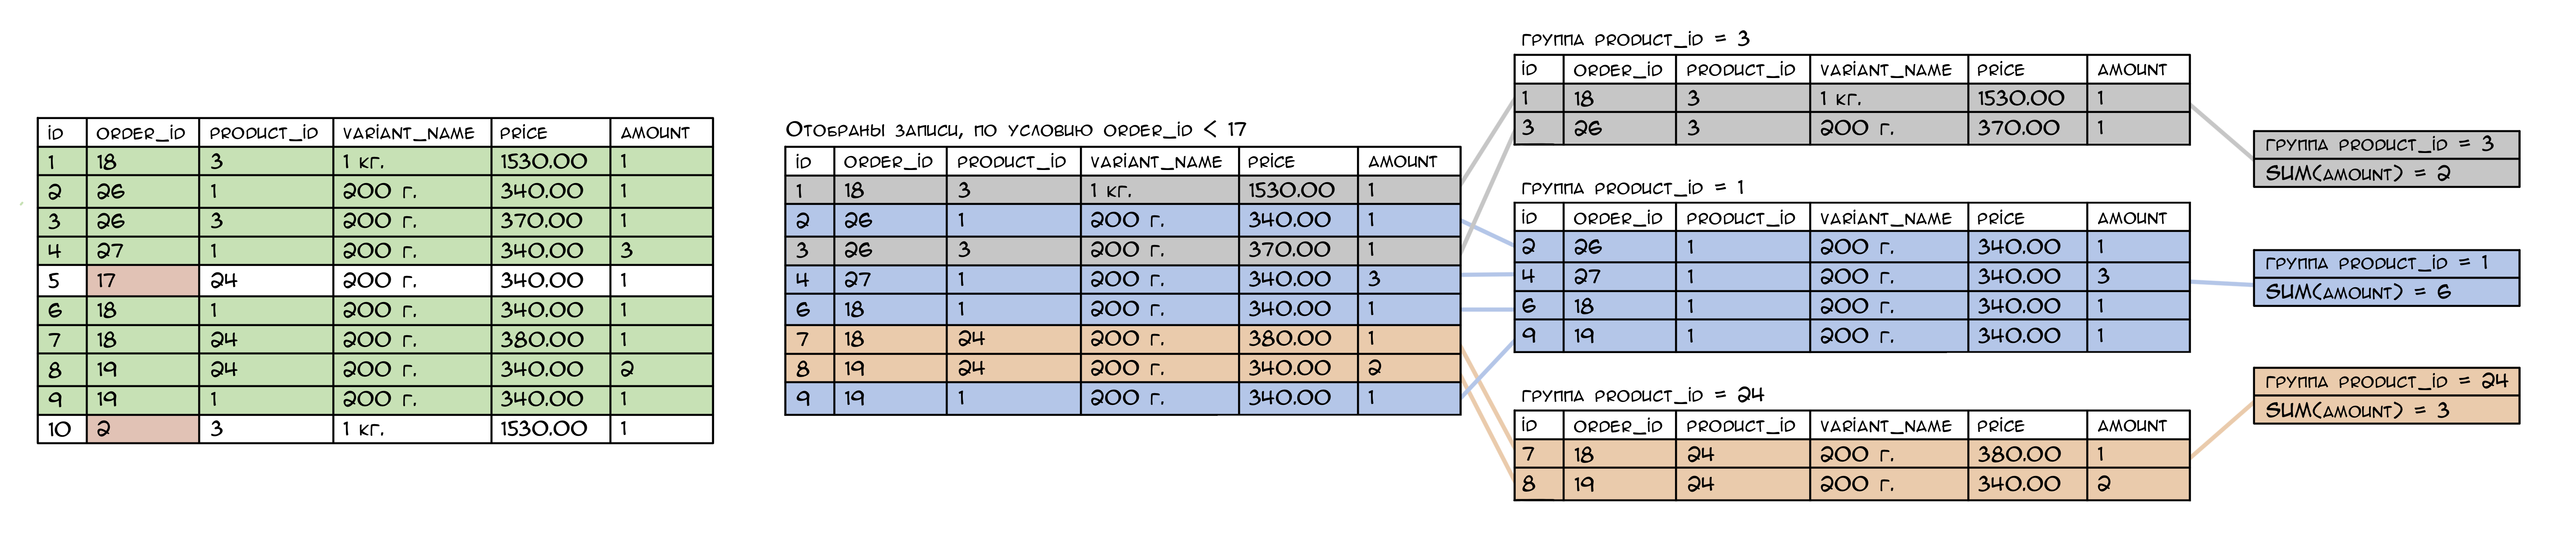 ID ORDER_ID PRODUCT_ID VARIANT_NAME PRICE AMOUNT
1 18 3 1 кг. 1530.00 1
2 26 1 200 г. 340.00 1
3 26 3 200 г. 370.00 1
4 27 1 200 г. 340.00 3
5 17 24 200 г. 340.00 1
6 18 1 200 г. 340.00 1
7 18 24 200 г. 380.00 1
8 19 24 200 г. 340.00 2
9 19 1 200 г. 340.00 1
10 2 3 1 кг. 1530.00 1
Отобраны записи, по условию ORDER_ID < 17
ID ORDER_ID PRODUCT_ID VARIANT_NAME PRICE AMOUNT
1 18 3 1 кг. 1530.00 1
2 26 1 200 г. 340.00 1
3 26 3 200 г. 370.00 1
4 27 1 200 г. 340.00 3
6 18 1 200 г. 340.00 1
7 18 24 200 г. 380.00 1
8 19 24 200 г. 340.00 2
9 19 1 200 г. 340.00 1
группа PRODUCT_ID = 3
ID ORDER_ID PRODUCT_ID VARIANT_NAME PRICE AMOUNT
1 18 3 1 кг. 1530.00 1
3 26 3 200 г. 370.00 1
группа PRODUCT_ID = 1
ID ORDER_ID PRODUCT_ID VARIANT_NAME PRICE AMOUNT
2 26 1 200 г. 340.00 1
4 27 1 200 г. 340.00 3
6 18 1 200 г. 340.00 1
9 19 1 200 г. 340.00 1
группа PRODUCT_ID = 24
ID ORDER_ID PRODUCT_ID VARIANT_NAME PRICE AMOUNT
7 18 24 200 г. 380.00 1
8 19 24 200 г. 340.00 2
группа PRODUCT_ID = 3
SUM(AMOUNT) = 2
группа PRODUCT_ID = 1
SUM(AMOUNT) = 6
группа PRODUCT_ID = 24
SUM(AMOUNT) = 3